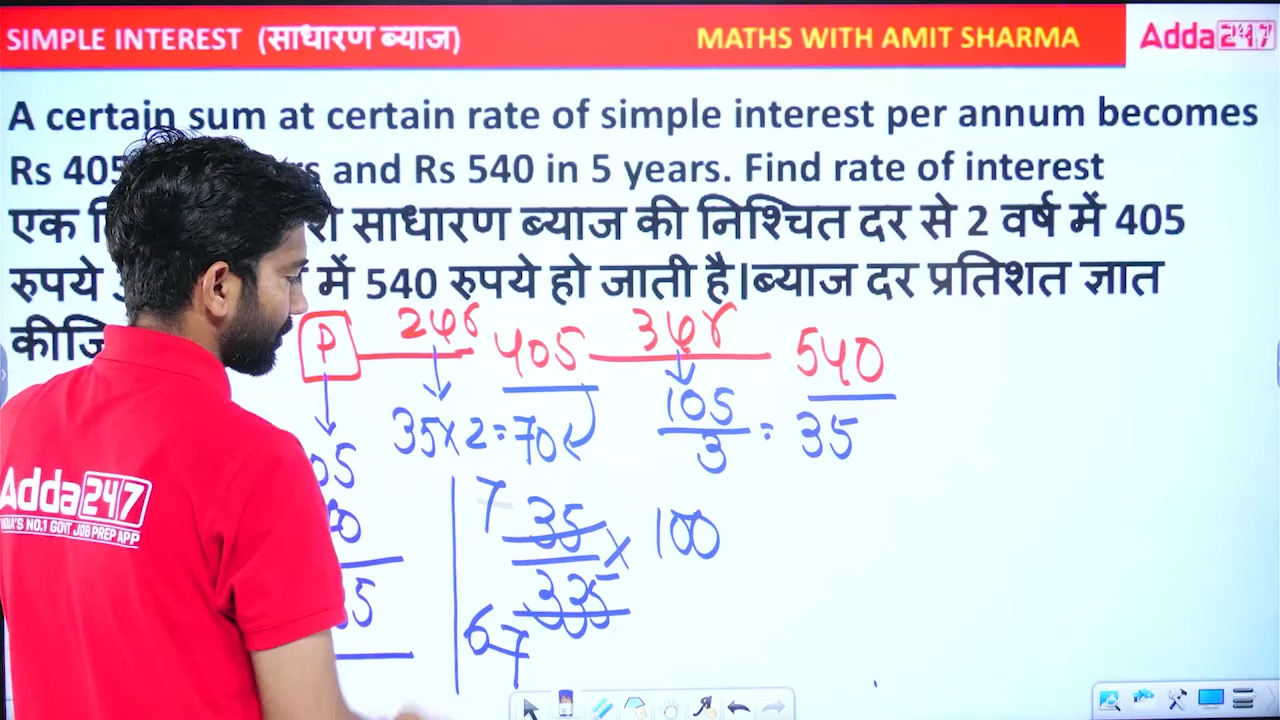 SIMPLE INTEREST (साधारण ब्याज) MATHS WITH AMIT SHARMA Adda247
A certain sum at certain rate of simple interest per annum becomes
Rs 405 and Rs 540 in 5 years. Find rate of interest
एक साधारण ब्याज की निश्चित दर से 2 वर्ष में 405
रुपये में 540 रुपये हो जाती है।ब्याज दर प्रतिशत ज्ञात
P 2yr 405 3yr 540
35×2=70 105/3 = 35
7 35/335 × 100
67
Adda247
INDIA'S NO.1 GOVT JOB PREP APP